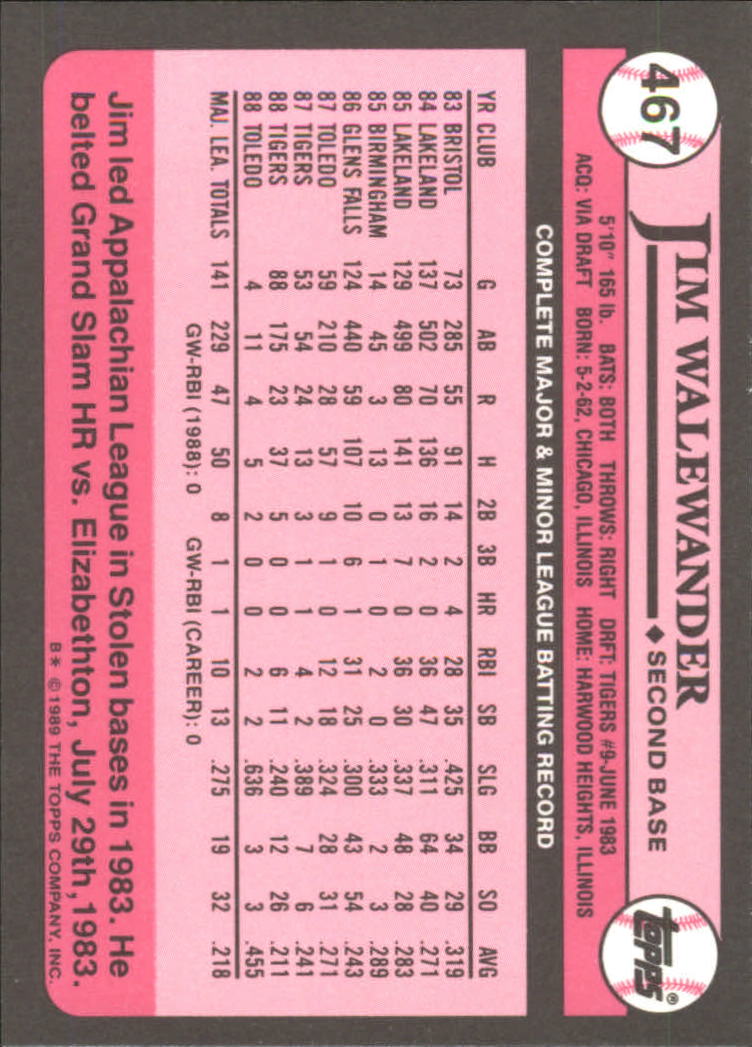 467
JIM WALEWANDER
♦ SECOND BASE
topps®
5'10" 165 lb. BATS: BOTH THROWS: RIGHT DRFT: TIGERS #9-JUNE 1983
ACQ: VIA DRAFT BORN: 5-2-62, CHICAGO, ILLINOIS HOME: HARWOOD HEIGHTS, ILLINOIS
COMPLETE MAJOR & MINOR LEAGUE BATTING RECORD
YR CLUB G AB R H 2B 3B HR RBI SB SLG BB SO AVG
83 BRISTOL 73 285 55 91 14 2 4 28 35 .425 34 29 .319
84 LAKELAND 137 502 70 136 16 2 0 36 47 .311 64 40 .271
85 LAKELAND 129 499 80 141 13 7 0 36 30 .337 48 28 .283
85 BIRMINGHAM 14 45 3 13 0 1 0 2 0 .333 2 3 .289
86 GLENS FALLS 124 440 59 107 10 6 1 31 25 .300 43 54 .243
87 TOLEDO 59 210 28 57 9 1 0 12 18 .324 28 31 .271
87 TIGERS 53 54 24 13 3 1 1 4 2 .389 7 6 .241
88 TIGERS 88 175 23 37 5 0 0 6 11 .240 12 26 .211
88 TOLEDO 4 11 4 5 2 0 0 2 2 .636 3 3 .455
MAJ. LEA. TOTALS 141 229 47 50 8 1 1 10 13 .275 19 32 .218
GW-RBI (1988): 0 GW-RBI (CAREER): 0
Jim led Appalachian League in Stolen bases in 1983. He
belted Grand Slam HR vs. Elizabethton, July 29th, 1983.
B* © 1989 THE TOPPS COMPANY, INC.